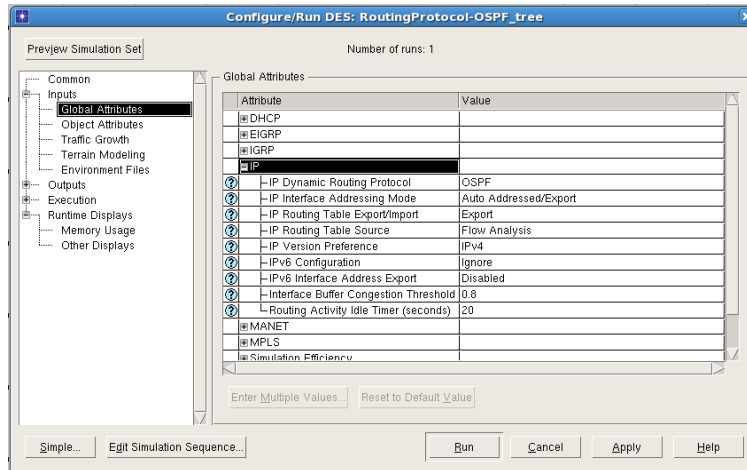 Configure/Run DES: RoutingProtocol-OSPF_tree
Preview Simulation Set
Number of runs: 1
Common
Inputs
Global Attributes
Object Attributes
Traffic Growth
Terrain Modeling
Environment Files
Outputs
Execution
Runtime Displays
Memory Usage
Other Displays
Global Attributes
Attribute Value
DHCP
EIGRP
IGRP
IP
IP Dynamic Routing Protocol OSPF
IP Interface Addressing Mode Auto Addressed/Export
IP Routing Table Export/Import Export
IP Routing Table Source Flow Analysis
IP Version Preference IPv4
IPv6 Configuration Ignore
IPv6 Interface Address Export Disabled
Interface Buffer Congestion Threshold 0.8
Routing Activity Idle Timer (seconds) 20
MANET
MPLS
Simulation Efficiency
Enter Multiple Values... Reset to Default Value
Simple... Edit Simulation Sequence... Run Cancel Apply Help